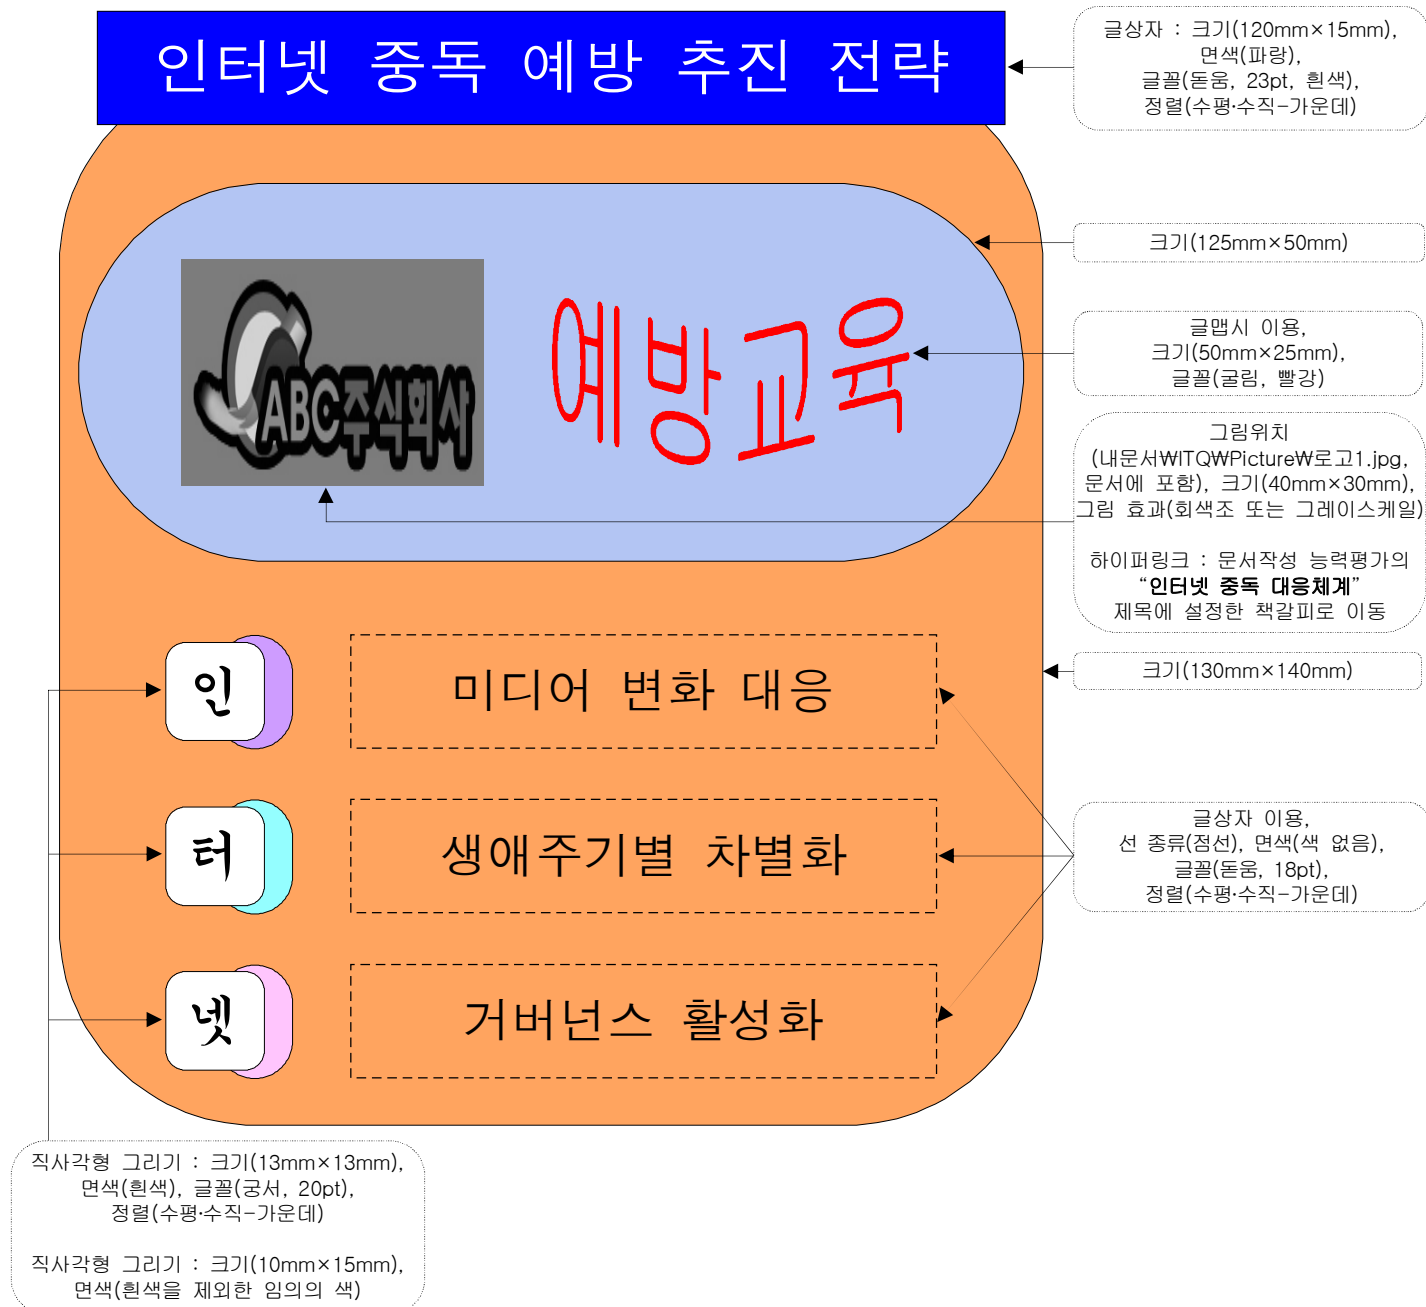 인터넷 중독 예방 추진 전략
글상자 : 크기(120mm×15mm),
면색(파랑),
글꼴(돋움, 23pt, 흰색),
정렬(수평·수직-가운데)
크기(125mm×50mm)
ABC주식회사
예방교육
글맵시 이용,
크기(50mm×25mm),
글꼴(굴림, 빨강)
그림위치
(내문서₩ITQ₩Picture₩로고1.jpg,
문서에 포함), 크기(40mm×30mm),
그림 효과(회색조 또는 그레이스케일)
하이퍼링크 : 문서작성 능력평가의
“인터넷 중독 대응체계”
제목에 설정한 책갈피로 이동
크기(130mm×140mm)
인
미디어 변화 대응
터
생애주기별 차별화
넷
거버넌스 활성화
글상자 이용,
선 종류(점선), 면색(색 없음),
글꼴(돋움, 18pt),
정렬(수평·수직-가운데)
직사각형 그리기 : 크기(13mm×13mm),
면색(흰색), 글꼴(궁서, 20pt),
정렬(수평·수직-가운데)
직사각형 그리기 : 크기(10mm×15mm),
면색(흰색을 제외한 임의의 색)